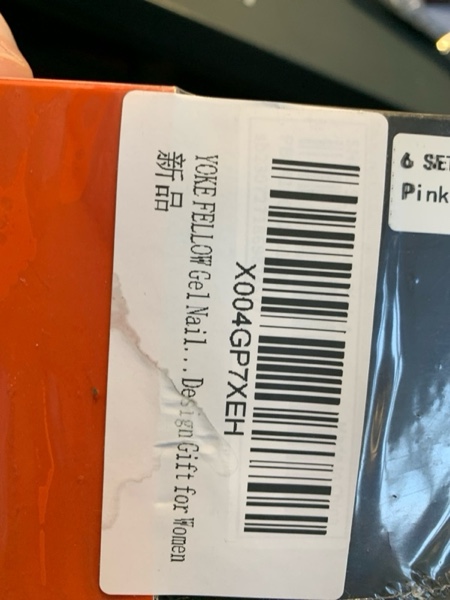 X004GP7XEH
YOKE FELLOW Gel Nail...Design Gift for Women
新品
6 SET
Pink